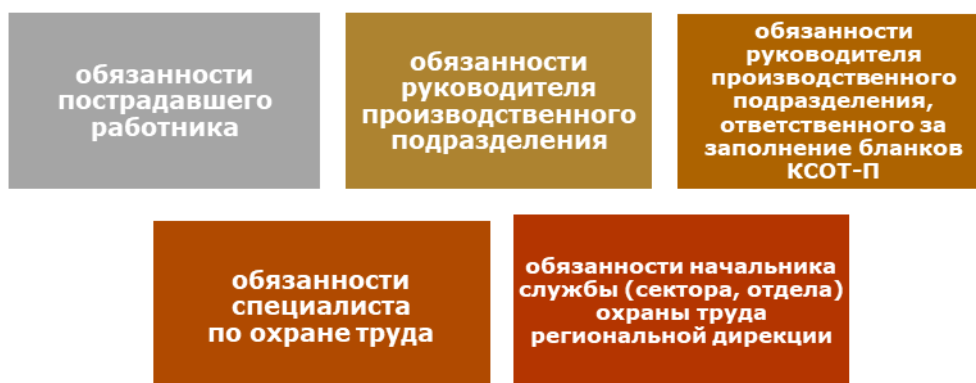 обязанности
пострадавшего
работника
обязанности
руководителя
производственного
подразделения
обязанности
руководителя
производственного
подразделения,
ответственного за
заполнение бланков
КСОТ-П
обязанности
специалиста
по охране труда
обязанности начальника
службы (сектора, отдела)
охраны труда
региональной дирекции